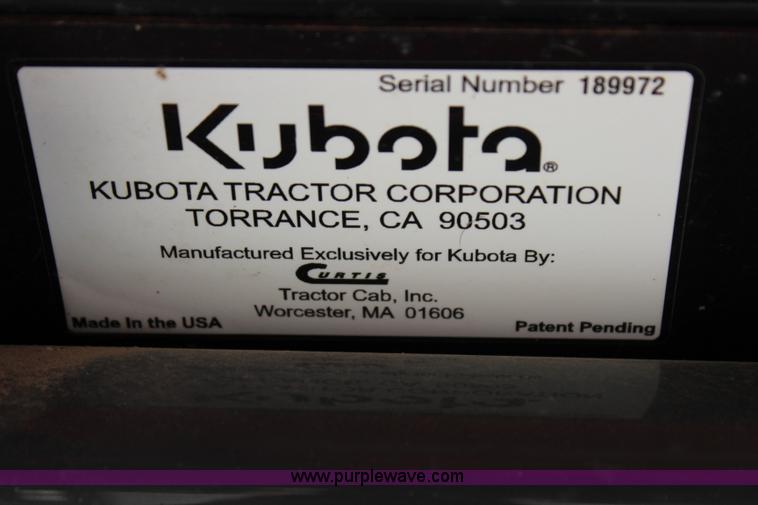 Serial Number 189972
Kubota®
KUBOTA TRACTOR CORPORATION
TORRANCE, CA 90503
Manufactured Exclusively for Kubota By:
CURTIS
Tractor Cab, Inc.
Worcester, MA 01606
Made In the USA
Patent Pending
www.purplewave.com